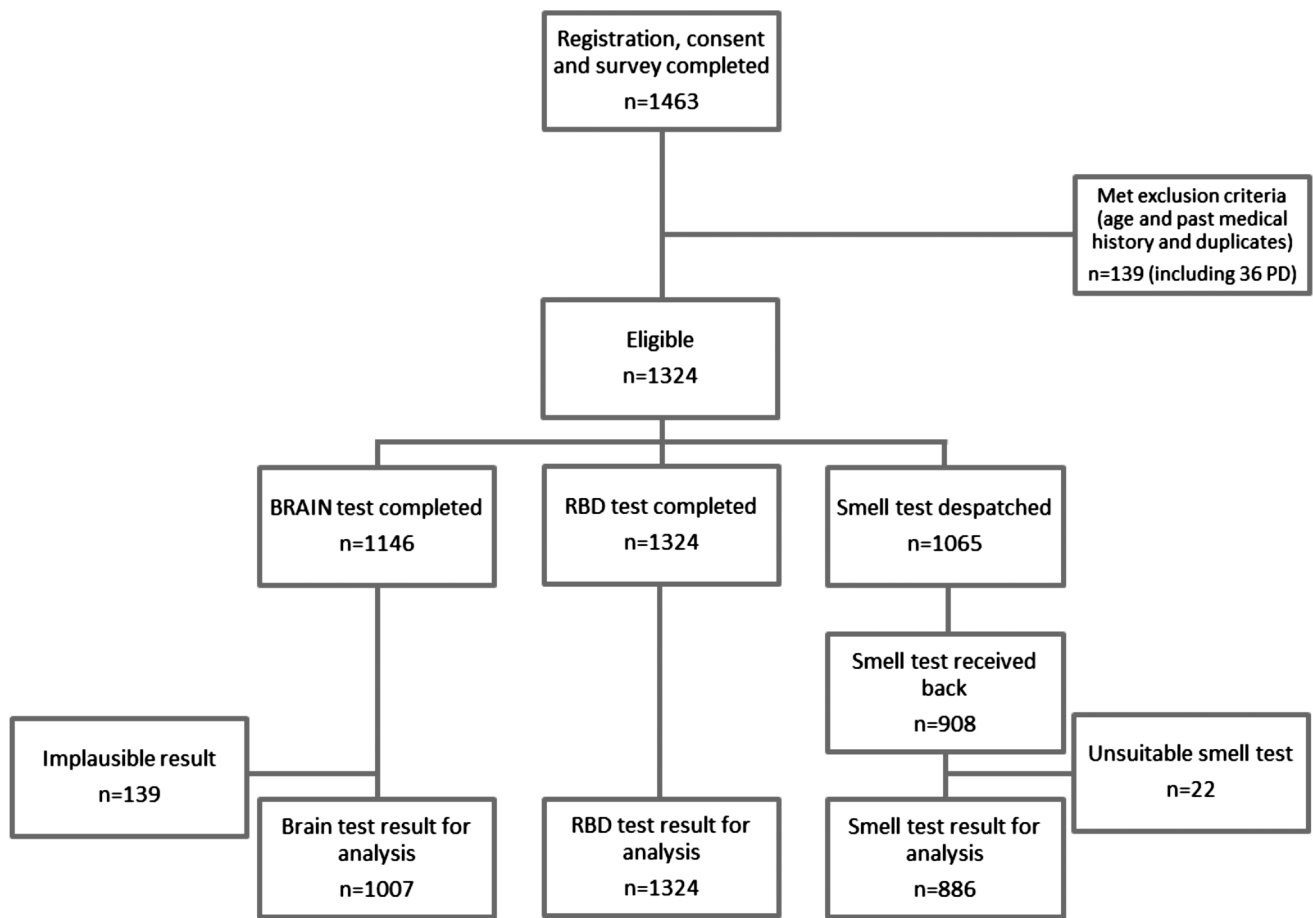 Registration, consent
and survey completed
n=1463
Met exclusion criteria
(age and past medical
history and duplicates)
n=139 (including 36 PD)
Eligible
n=1324
BRAIN test completed
n=1146
RBD test completed
n=1324
Smell test despatched
n=1065
Smell test received
back
n=908
Implausible result
n=139
Unsuitable smell test
n=22
Brain test result for
analysis
n=1007
RBD test result for
analysis
n=1324
Smell test result for
analysis
n=886